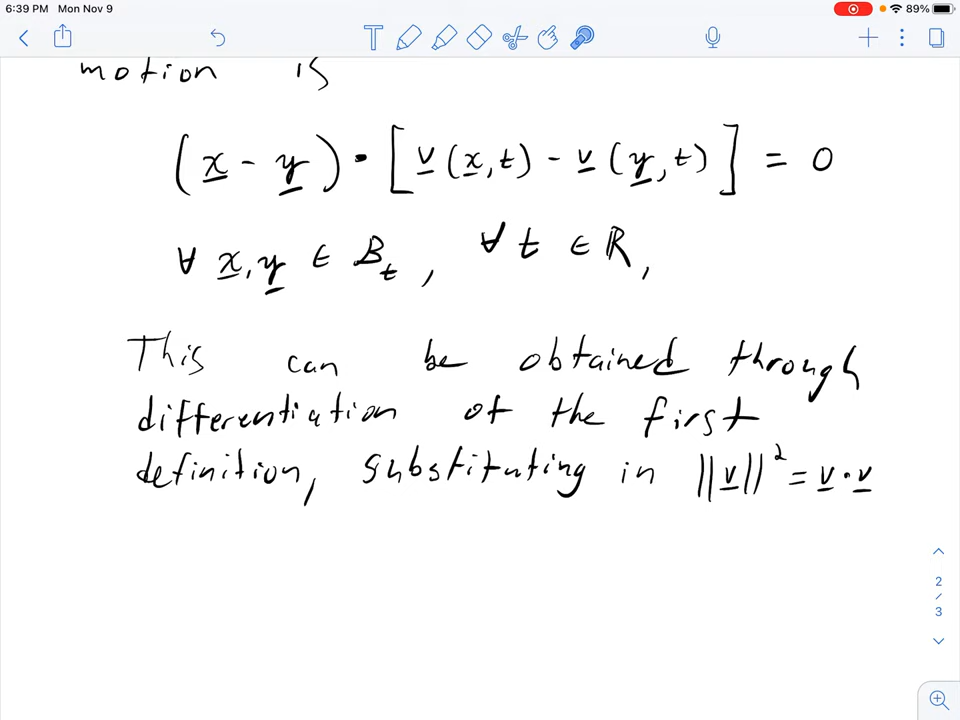 6:39 PM Mon Nov 9
89%
T
motion is
(x - y) · [v(x,t) - v(y,t)] = 0
∀ x, y ∈ B_t, ∀ t ∈ ℝ,
This can be obtained through
differentiation of the first
definition, substituting in ||v||² = v · v
2
/
3